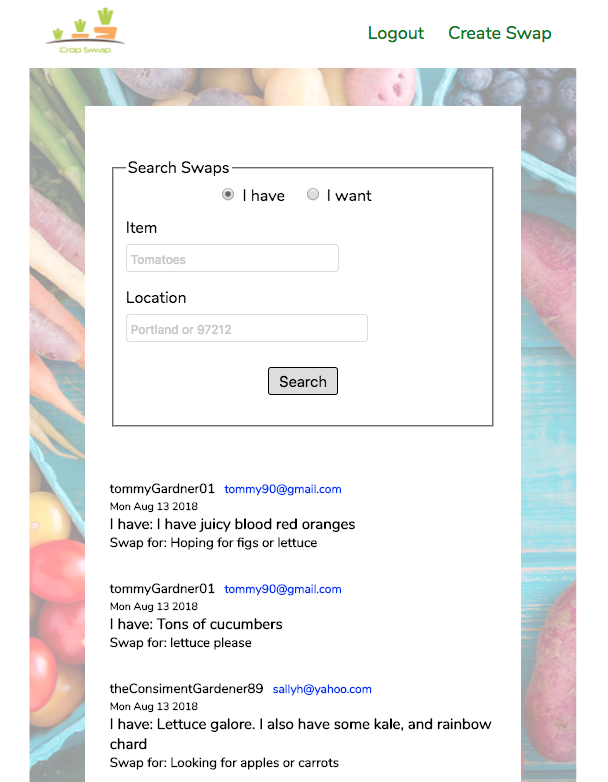 Crop Swap
Logout Create Swap
Search Swaps
I have I want
Item
Tomatoes
Location
Portland or 97212
Search
tommyGardner01 tommy90@gmail.com
Mon Aug 13 2018
I have: I have juicy blood red oranges
Swap for: Hoping for figs or lettuce
tommyGardner01 tommy90@gmail.com
Mon Aug 13 2018
I have: Tons of cucumbers
Swap for: lettuce please
theConsimentGardener89 sallyh@yahoo.com
Mon Aug 13 2018
I have: Lettuce galore. I also have some kale, and rainbow
chard
Swap for: Looking for apples or carrots